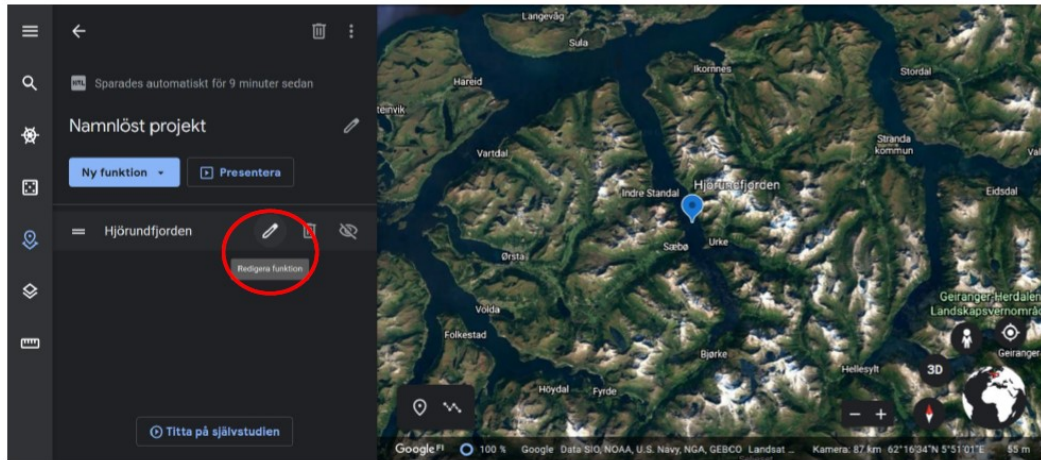 Sparades automatiskt för 9 minuter sedan
Namnlöst projekt
Ny funktion
Presentera
Hjörundfjorden
Redigera funktion
Titta på självstudien
Langevåg
Sula
Hareid
Ikornnes
Stordal
teinvik
Vartdal
Stranda
kommun
Val
Hjörundfjorden
Indre Standal
Eidsdal
Sæbø
Urke
Ørsta
Geiranger-Herdalen
Landskapsvernområ
Volda
Folkestad
Bjørke
Geiranger
Hellesylt
3D
Høydal
Fyrde
Google
100 %
Google
Data SIO, NOAA, U.S. Navy, NGA, GEBCO
Landsat ...
Kamera: 87 km
62°16'34"N 5°51'01"E
55 m